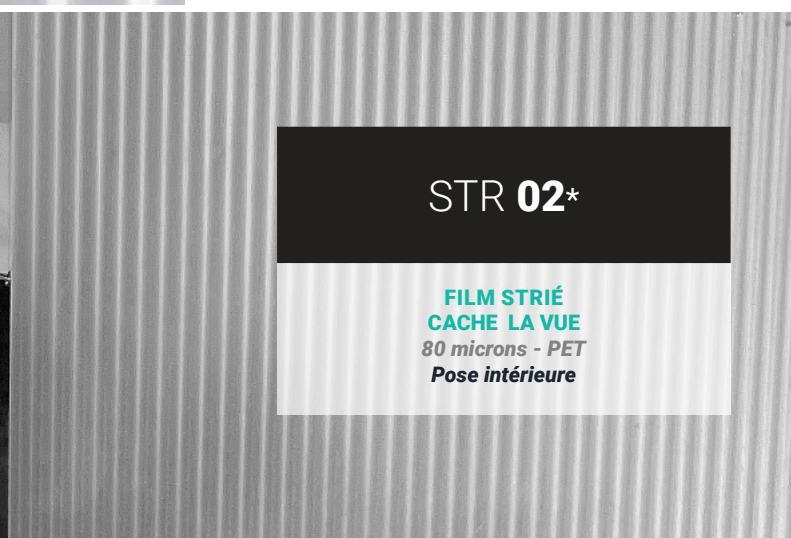 STR 02*
FILM STRIÉ
CACHE LA VUE
80 microns - PET
Pose intérieure